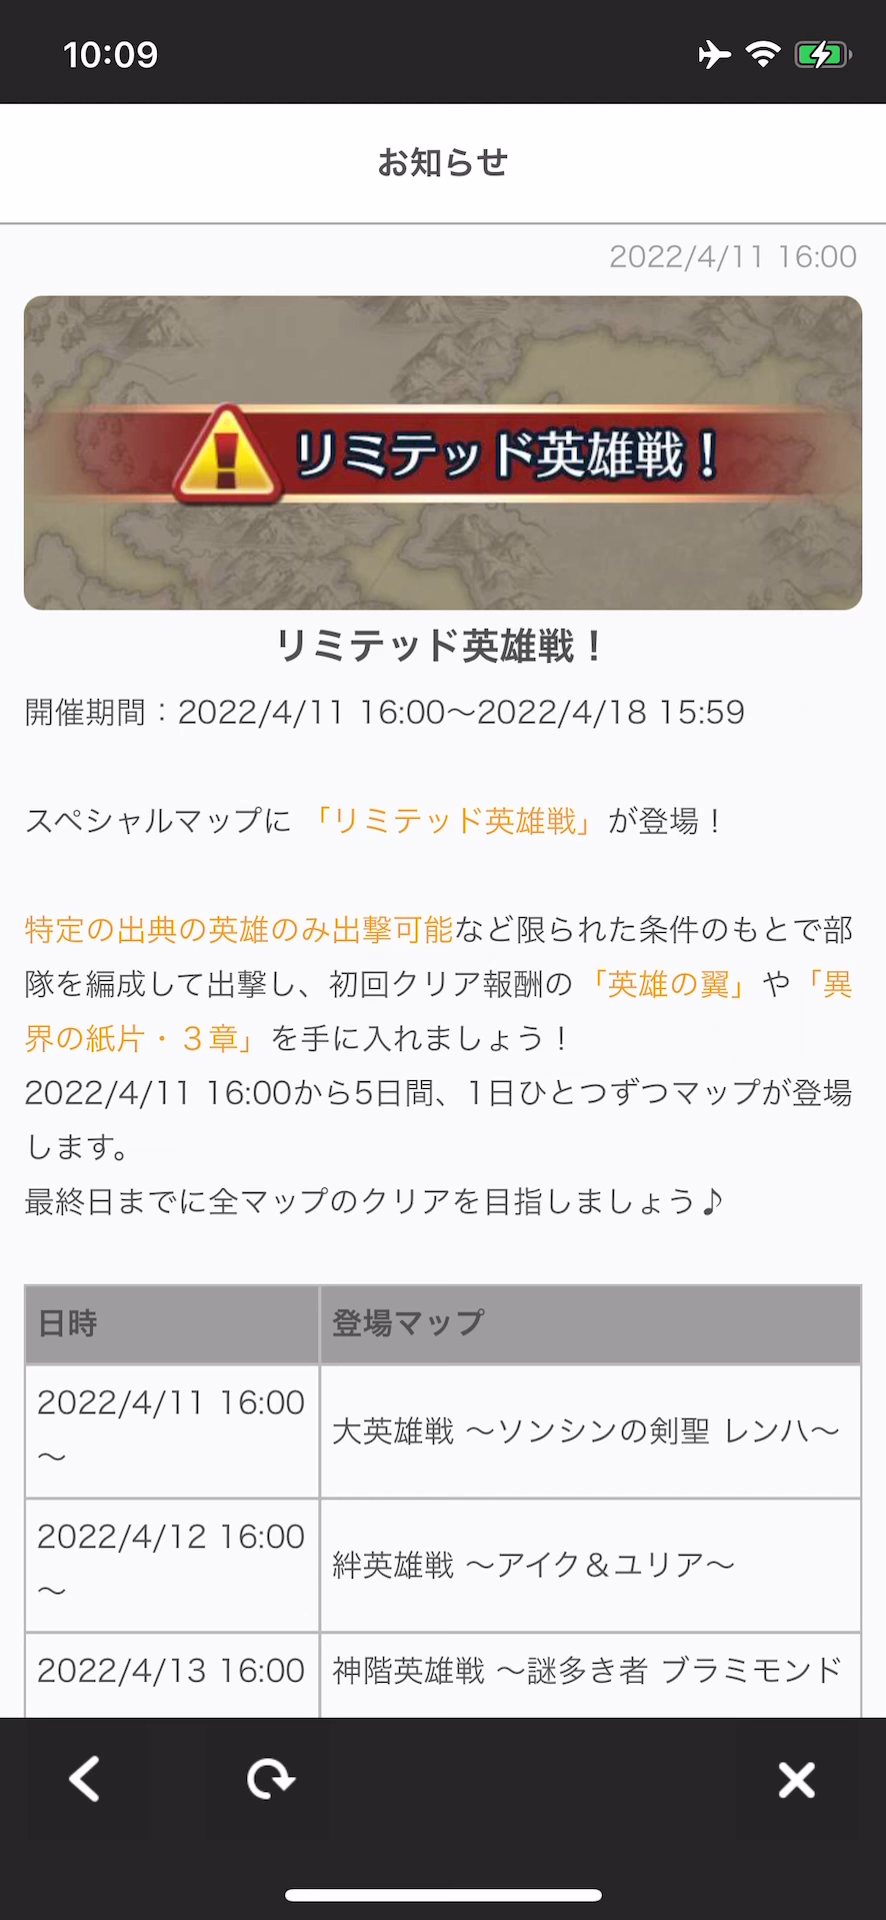 10:09
お知らせ
2022/4/11 16:00
リミテッド英雄戦！
リミテッド英雄戦！
開催期間：2022/4/11 16:00〜2022/4/18 15:59
スペシャルマップに「リミテッド英雄戦」が登場！
特定の出典の英雄のみ出撃可能など限られた条件のもとで部
隊を編成して出撃し、初回クリア報酬の「英雄の翼」や「異
界の紙片・３章」を手に入れましょう！
2022/4/11 16:00から5日間、1日ひとつずつマップが登場
します。
最終日までに全マップのクリアを目指しましょう♪
日時 登場マップ
2022/4/11 16:00
〜
大英雄戦 〜ソンシンの剣聖 レンハ〜
2022/4/12 16:00
〜
絆英雄戦 〜アイク＆ユリア〜
2022/4/13 16:00
神階英雄戦 〜謎多き者 ブラミモンド